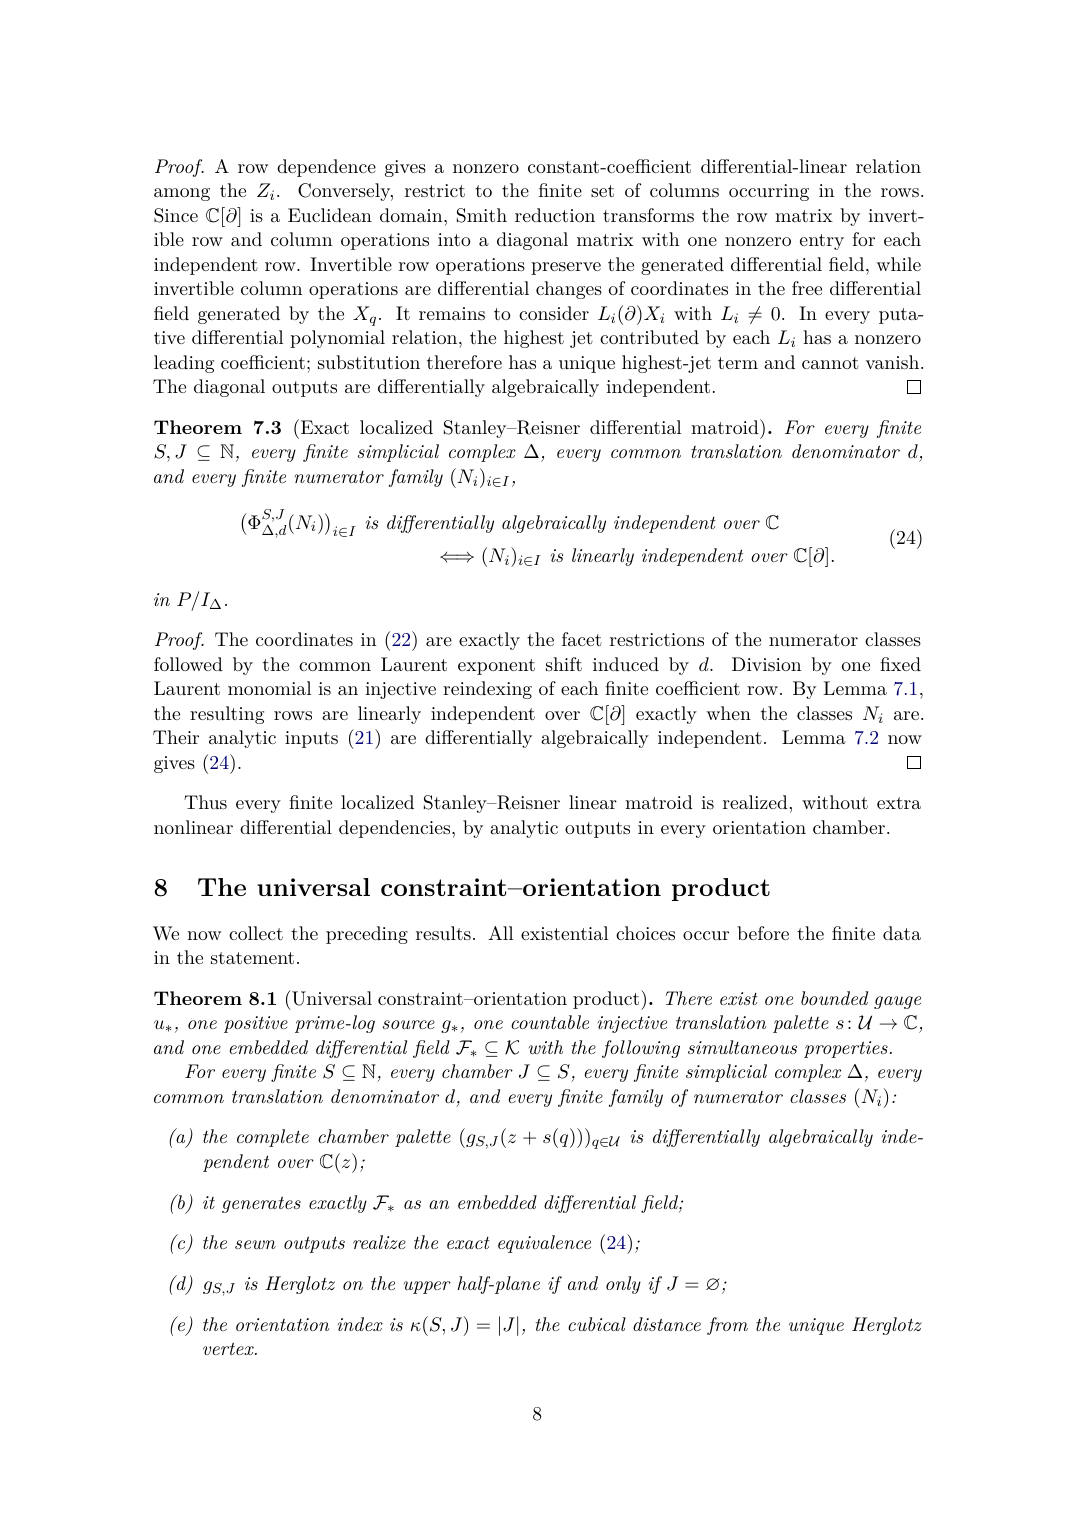 Proof. A row dependence gives a nonzero constant-coefficient differential-linear relation
among the Z_i. Conversely, restrict to the finite set of columns occurring in the rows.
Since ℂ[∂] is a Euclidean domain, Smith reduction transforms the row matrix by invert-
ible row and column operations into a diagonal matrix with one nonzero entry for each
independent row. Invertible row operations preserve the generated differential field, while
invertible column operations are differential changes of coordinates in the free differential
field generated by the X_q. It remains to consider L_i(∂)X_i with L_i ≠ 0. In every puta-
tive differential polynomial relation, the highest jet contributed by each L_i has a nonzero
leading coefficient; substitution therefore has a unique highest-jet term and cannot vanish.
The diagonal outputs are differentially algebraically independent. □
Theorem 7.3 (Exact localized Stanley–Reisner differential matroid). For every finite
S, J ⊆ ℕ, every finite simplicial complex Δ, every common translation denominator d,
and every finite numerator family (N_i)_{i∈I},
(Φ^{S,J}_{Δ,d}(N_i))_{i∈I} is differentially algebraically independent over ℂ
⟺ (N_i)_{i∈I} is linearly independent over ℂ[∂].
(24)
in P/I_Δ.
Proof. The coordinates in (22) are exactly the facet restrictions of the numerator classes
followed by the common Laurent exponent shift induced by d. Division by one fixed
Laurent monomial is an injective reindexing of each finite coefficient row. By Lemma 7.1,
the resulting rows are linearly independent over ℂ[∂] exactly when the classes N_i are.
Their analytic inputs (21) are differentially algebraically independent. Lemma 7.2 now
gives (24). □
Thus every finite localized Stanley–Reisner linear matroid is realized, without extra
nonlinear differential dependencies, by analytic outputs in every orientation chamber.
8 The universal constraint–orientation product
We now collect the preceding results. All existential choices occur before the finite data
in the statement.
Theorem 8.1 (Universal constraint–orientation product). There exist one bounded gauge
u_*, one positive prime-log source g_*, one countable injective translation palette s: 𝒰 → ℂ,
and one embedded differential field ℱ_* ⊆ 𝒦 with the following simultaneous properties.
For every finite S ⊆ ℕ, every chamber J ⊆ S, every finite simplicial complex Δ, every
common translation denominator d, and every finite family of numerator classes (N_i):
(a) the complete chamber palette (g_{S,J}(z + s(q)))_{q∈𝒰} is differentially algebraically inde-
pendent over ℂ(z);
(b) it generates exactly ℱ_* as an embedded differential field;
(c) the sewn outputs realize the exact equivalence (24);
(d) g_{S,J} is Herglotz on the upper half-plane if and only if J = ∅;
(e) the orientation index is κ(S, J) = |J|, the cubical distance from the unique Herglotz
vertex.
8